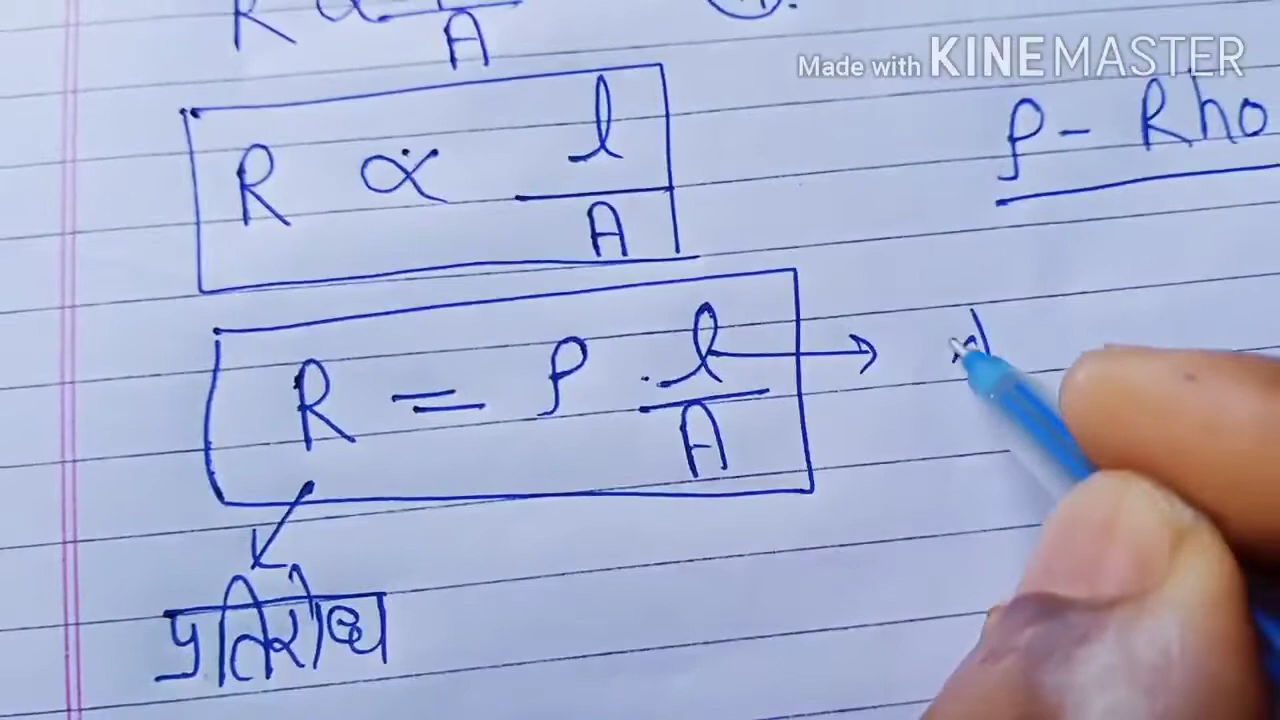 Made with KINEMASTER
R ∝ l/A
ρ - Rho
R ∝ l/A
R = ρ l/A →
प्रतिरोध